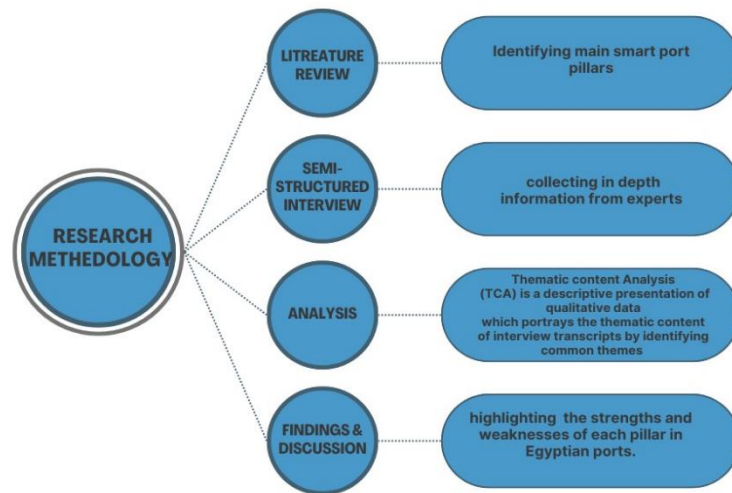 RESEARCH
METHEDOLOGY
LITREATURE
REVIEW
Identifying main smart port
pillars
SEMI-
STRUCTURED
INTERVIEW
collecting in depth
information from experts
ANALYSIS
Thematic content Analysis
(TCA) is a descriptive presentation of
qualitative data
which portrays the thematic content
of interview transcripts by identifying
common themes
FINDINGS &
DISCUSSION
highlighting the strengths and
weaknesses of each pillar in
Egyptian ports.